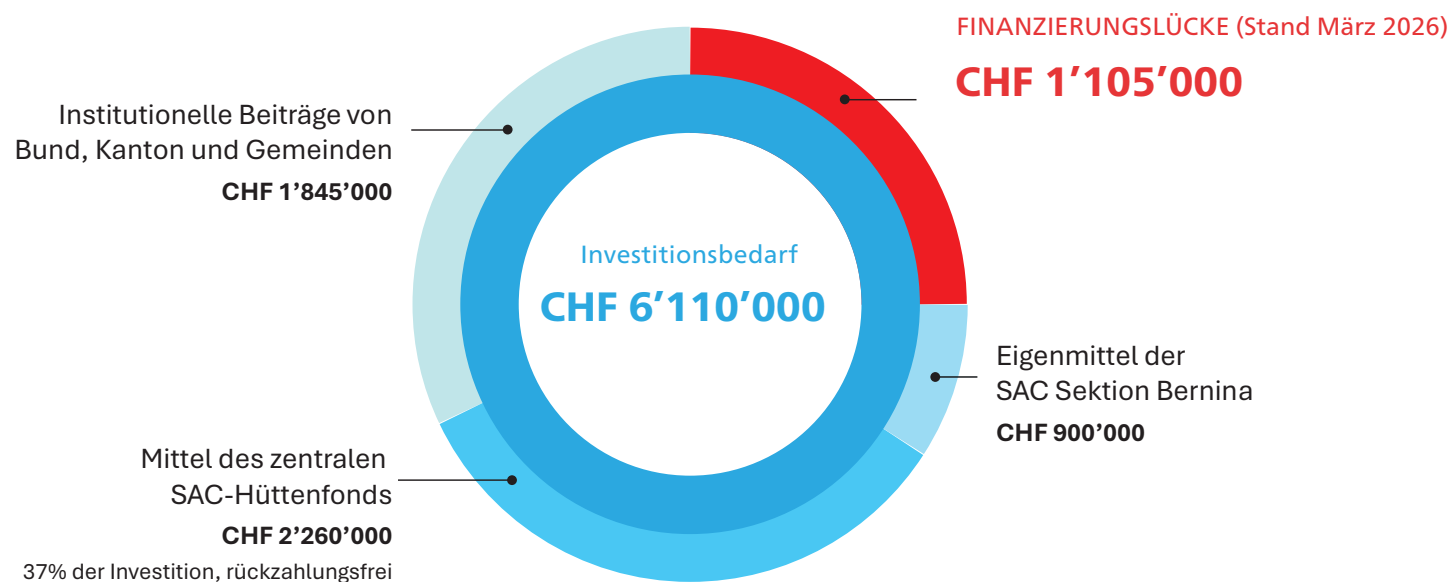 FINANZIERUNGSLÜCKE (Stand März 2026)
CHF 1’105’000
Institutionelle Beiträge von
Bund, Kanton und Gemeinden
CHF 1’845’000
Investitionsbedarf
CHF 6’110’000
Eigenmittel der
SAC Sektion Bernina
CHF 900’000
Mittel des zentralen
SAC-Hüttenfonds
CHF 2’260’000
37% der Investition, rückzahlungsfrei